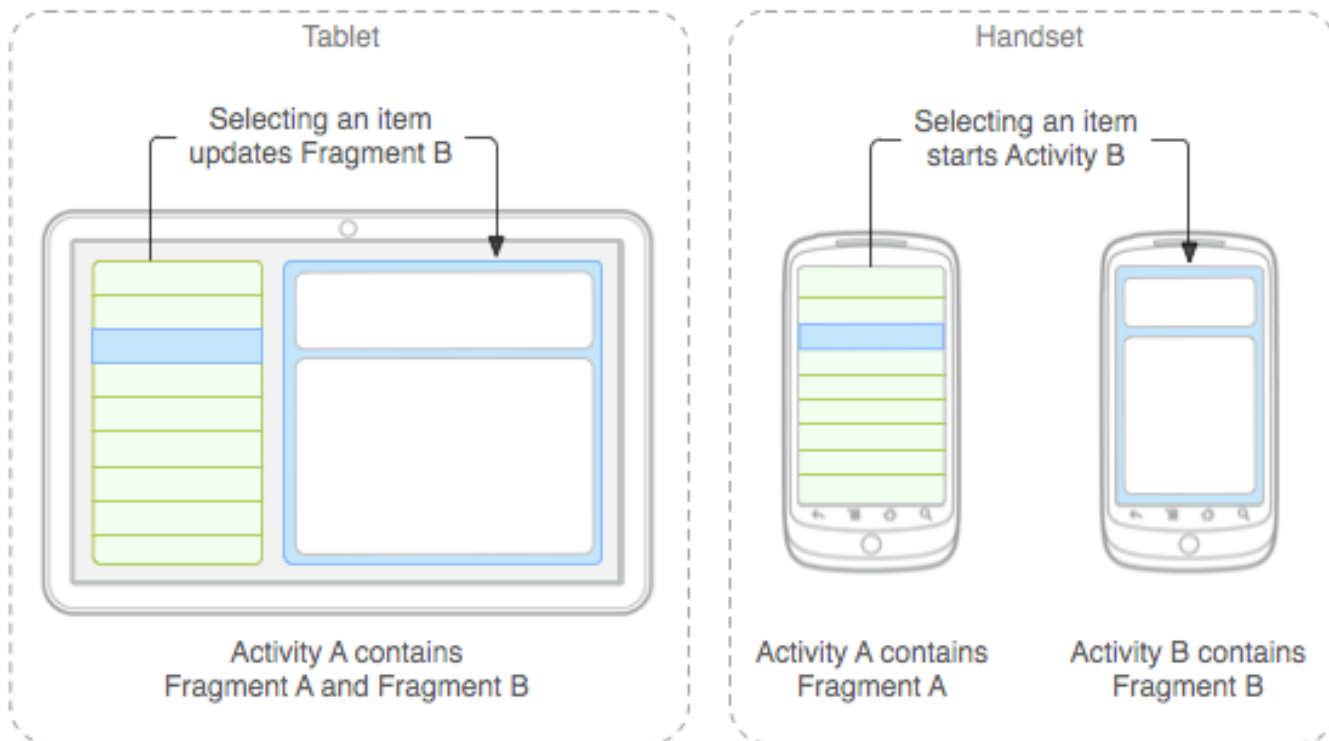 Tablet
Selecting an item
updates Fragment B
Activity A contains
Fragment A and Fragment B
Handset
Selecting an item
starts Activity B
Activity A contains
Fragment A
Activity B contains
Fragment B